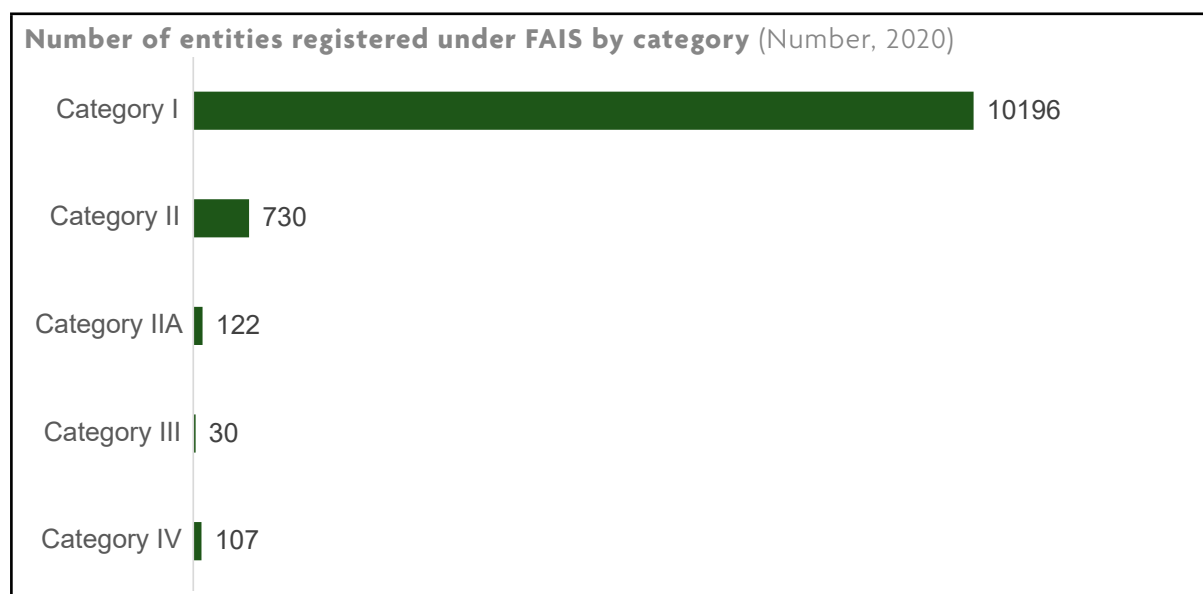 Number of entities registered under FAIS by category (Number, 2020)
Category I 10196
Category II 730
Category IIA 122
Category III 30
Category IV 107